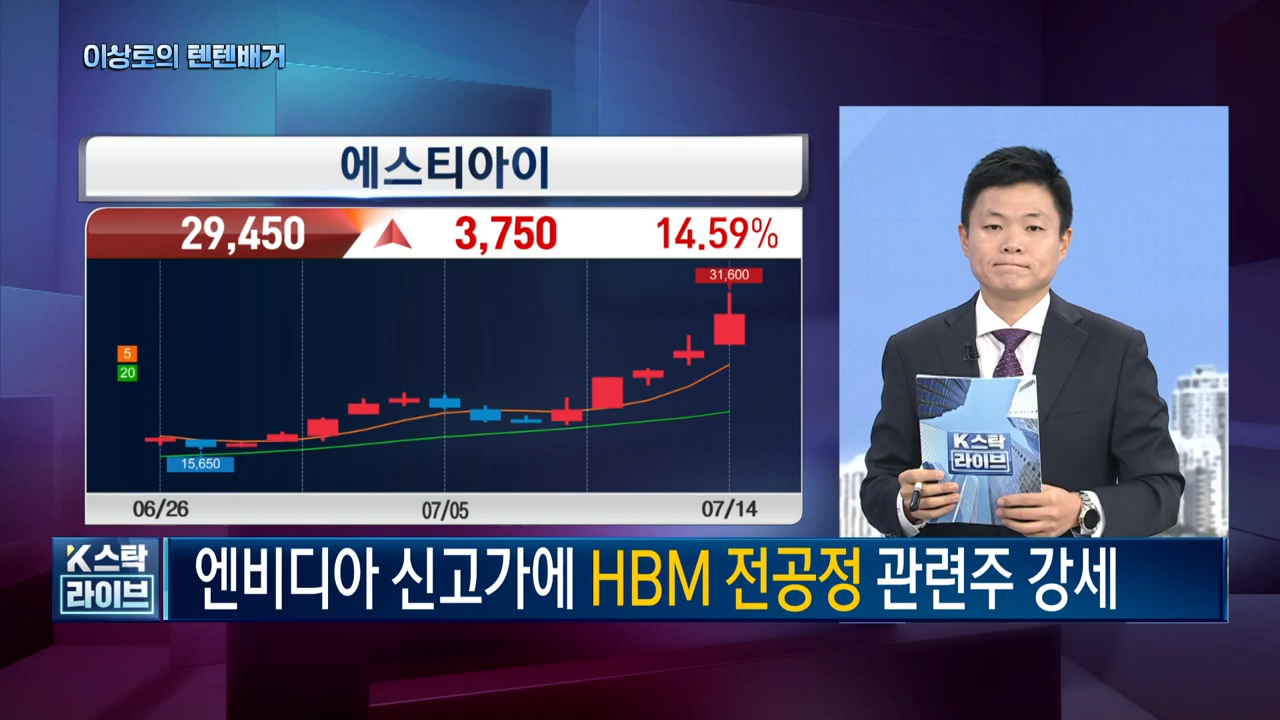 이상로의 텐텐배거
에스티아이
29,450 ▲ 3,750 14.59%
31,600
5
20
15,650
06/26 07/05 07/14
K스탁
라이브
K스탁
라이브
엔비디아 신고가에 HBM 전공정 관련주 강세